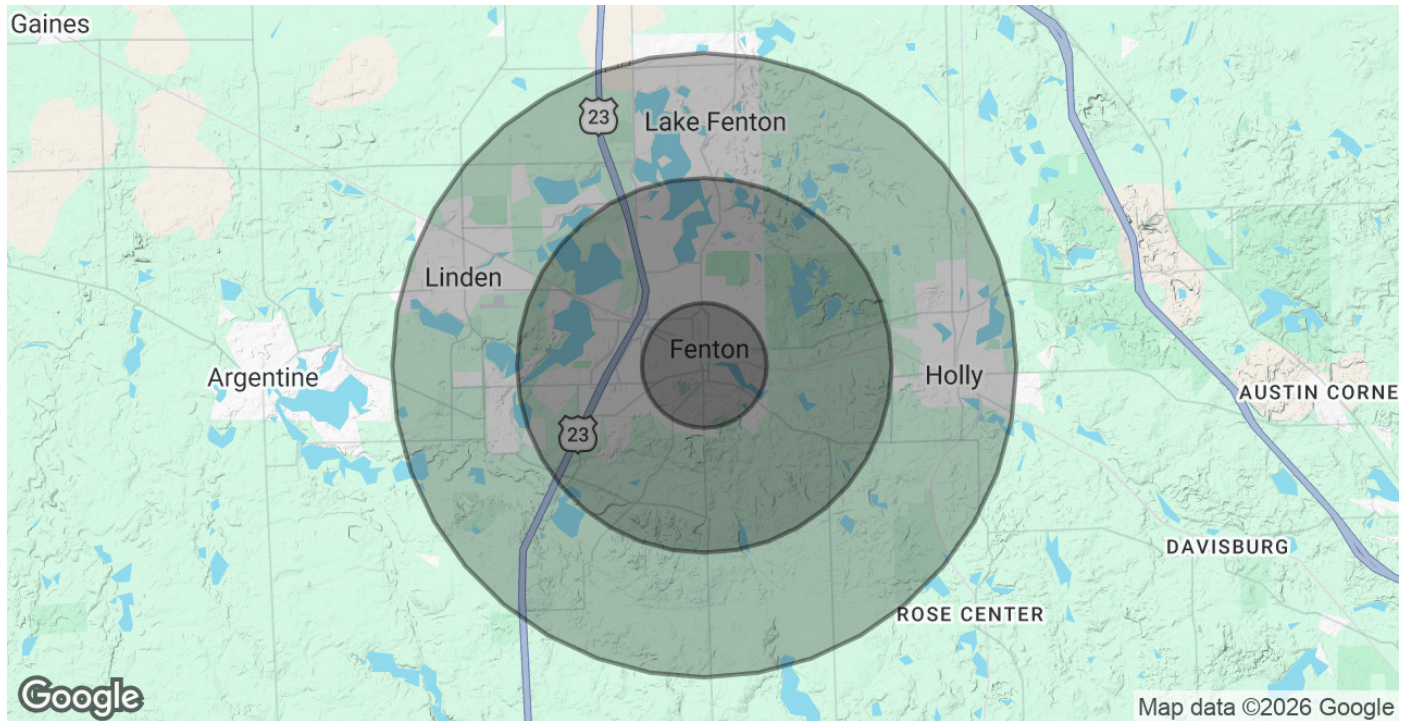 Gaines
23
Lake Fenton
Linden
Fenton
Argentine
Holly
AUSTIN CORNE
23
DAVISBURG
ROSE CENTER
Google
Map data ©2026 Google